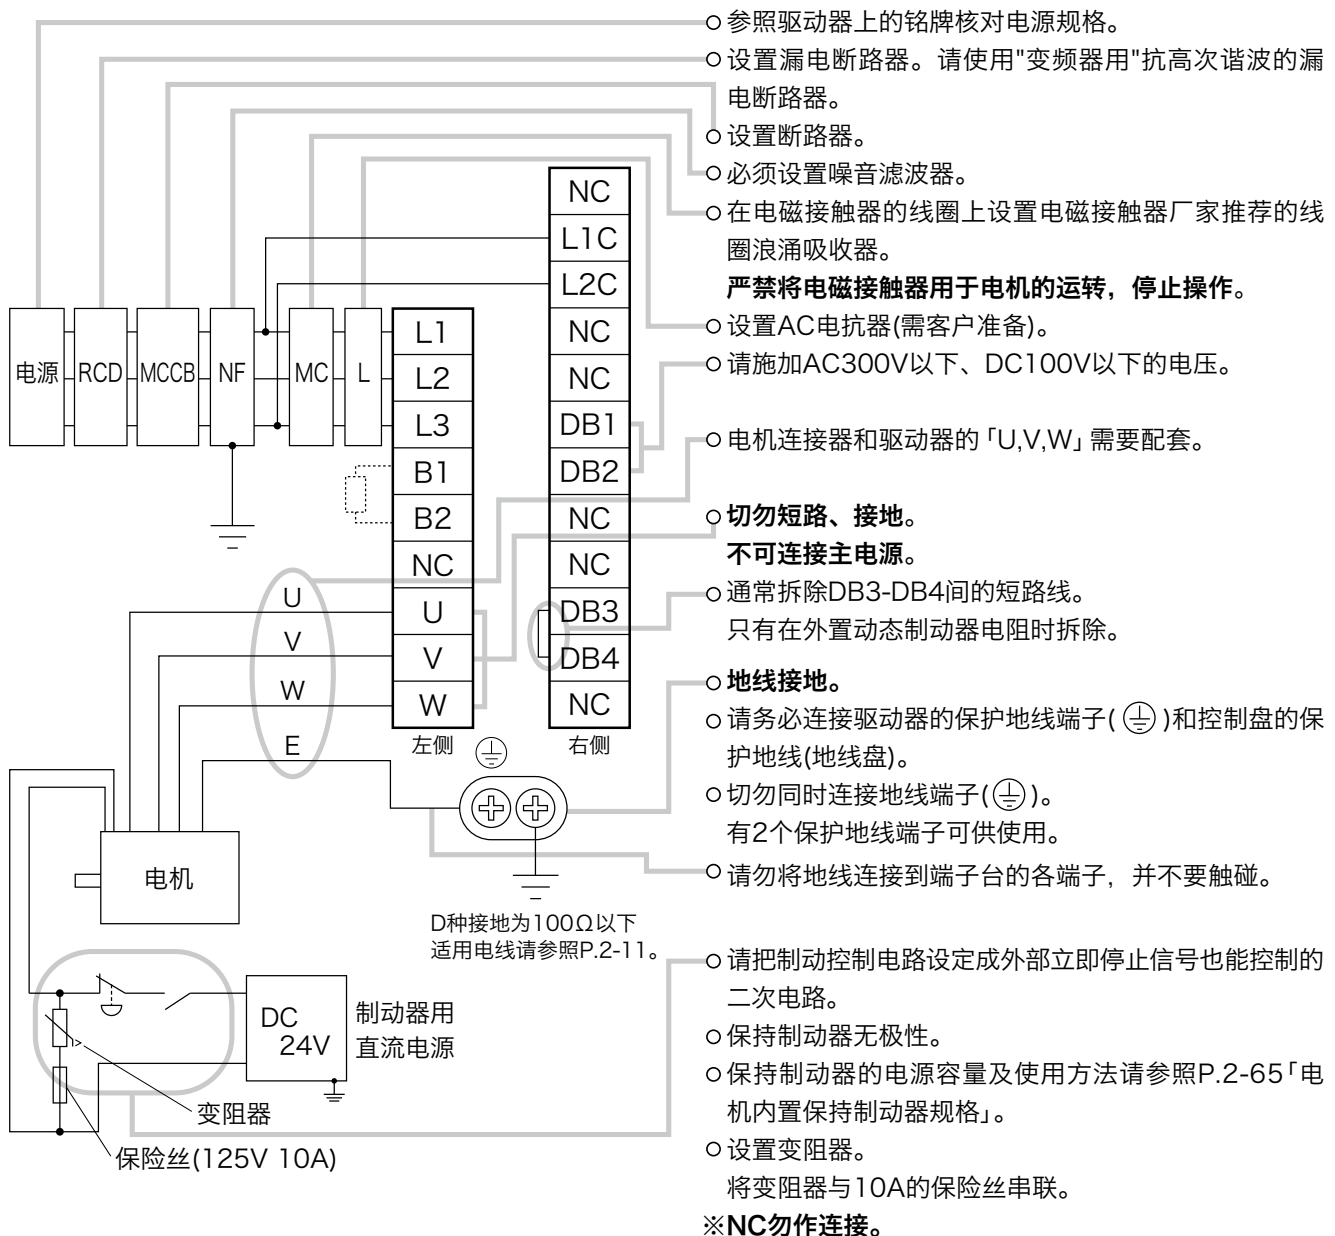 参照驱动器上的铭牌核对电源规格。
设置漏电断路器。请使用"变频器用"抗高次谐波的漏
电断路器。
设置断路器。
必须设置噪音滤波器。
在电磁接触器的线圈上设置电磁接触器厂家推荐的线
圈浪涌吸收器。
严禁将电磁接触器用于电机的运转，停止操作。
设置AC电抗器(需客户准备)。
请施加AC300V以下、DC100V以下的电压。
电机连接器和驱动器的「U,V,W」需要配套。
切勿短路、接地。
不可连接主电源。
通常拆除DB3-DB4间的短路线。
只有在外置动态制动器电阻时拆除。
地线接地。
请务必连接驱动器的保护地线端子( )和控制盘的保
护地线(地线盘)。
切勿同时连接地线端子( )。
有2个保护地线端子可供使用。
请勿将地线连接到端子台的各端子，并不要触碰。
请把制动控制电路设定成外部立即停止信号也能控制的
二次电路。
保持制动器无极性。
保持制动器的电源容量及使用方法请参照P.2-65「电
机内置保持制动器规格」。
设置变阻器。
将变阻器与10A的保险丝串联。
※NC勿作连接。
电源
RCD
MCCB
NF
MC
L
L1
L2
L3
B1
B2
NC
U
V
W
左侧
NC
L1C
L2C
NC
NC
DB1
DB2
NC
NC
DB3
DB4
NC
右侧
U
V
W
E
电机
D种接地为100Ω以下
适用电线请参照P.2-11。
DC
24V
制动器用
直流电源
变阻器
保险丝(125V 10A)